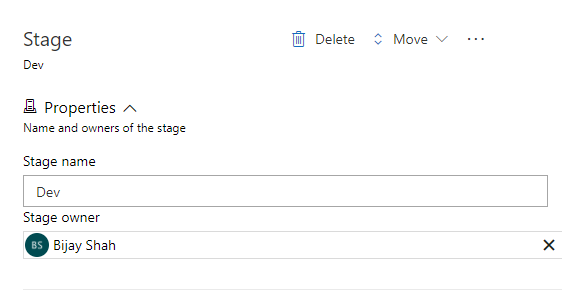 Stage
Delete
Move
...
Dev
Properties
Name and owners of the stage
Stage name
Dev
Stage owner
BS Bijay Shah